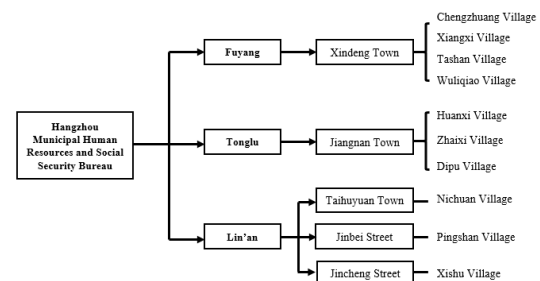 Chengzhuang Village
Xiangxi Village
Fuyang
Xindeng Town
Tashan Village
Wuliqiao Village
Hangzhou
Municipal Human
Resources and Social
Security Bureau
Huanxi Village
Tonglu
Jiangnan Town
Zhaixi Village
Dipu Village
Taihuyuan Town
Nichuan Village
Lin'an
Jinbei Street
Pingshan Village
Jincheng Street
Xishu Village